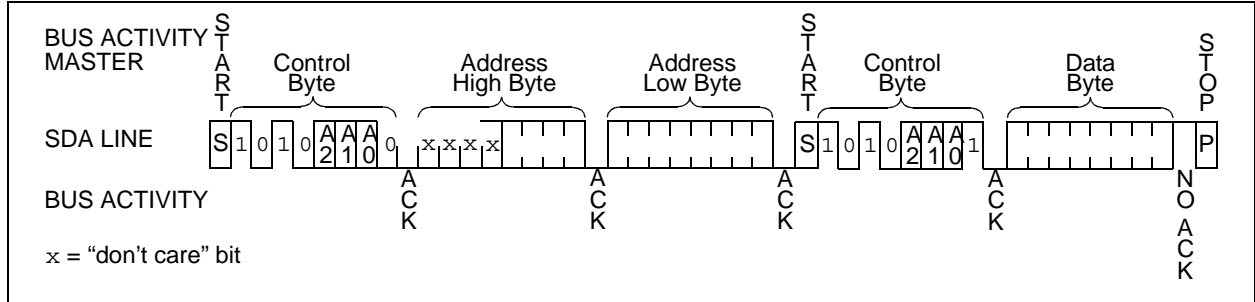 BUS ACTIVITY
MASTER
START
Control
Byte
Address
High Byte
Address
Low Byte
START
Control
Byte
Data
Byte
STOP
SDA LINE
S 1 0 1 0 A2 A1 A0 0 x x x x S 1 0 1 0 A2 A1 A0 1 P
BUS ACTIVITY
ACK
ACK
ACK
ACK
NO ACK
x = “don't care” bit